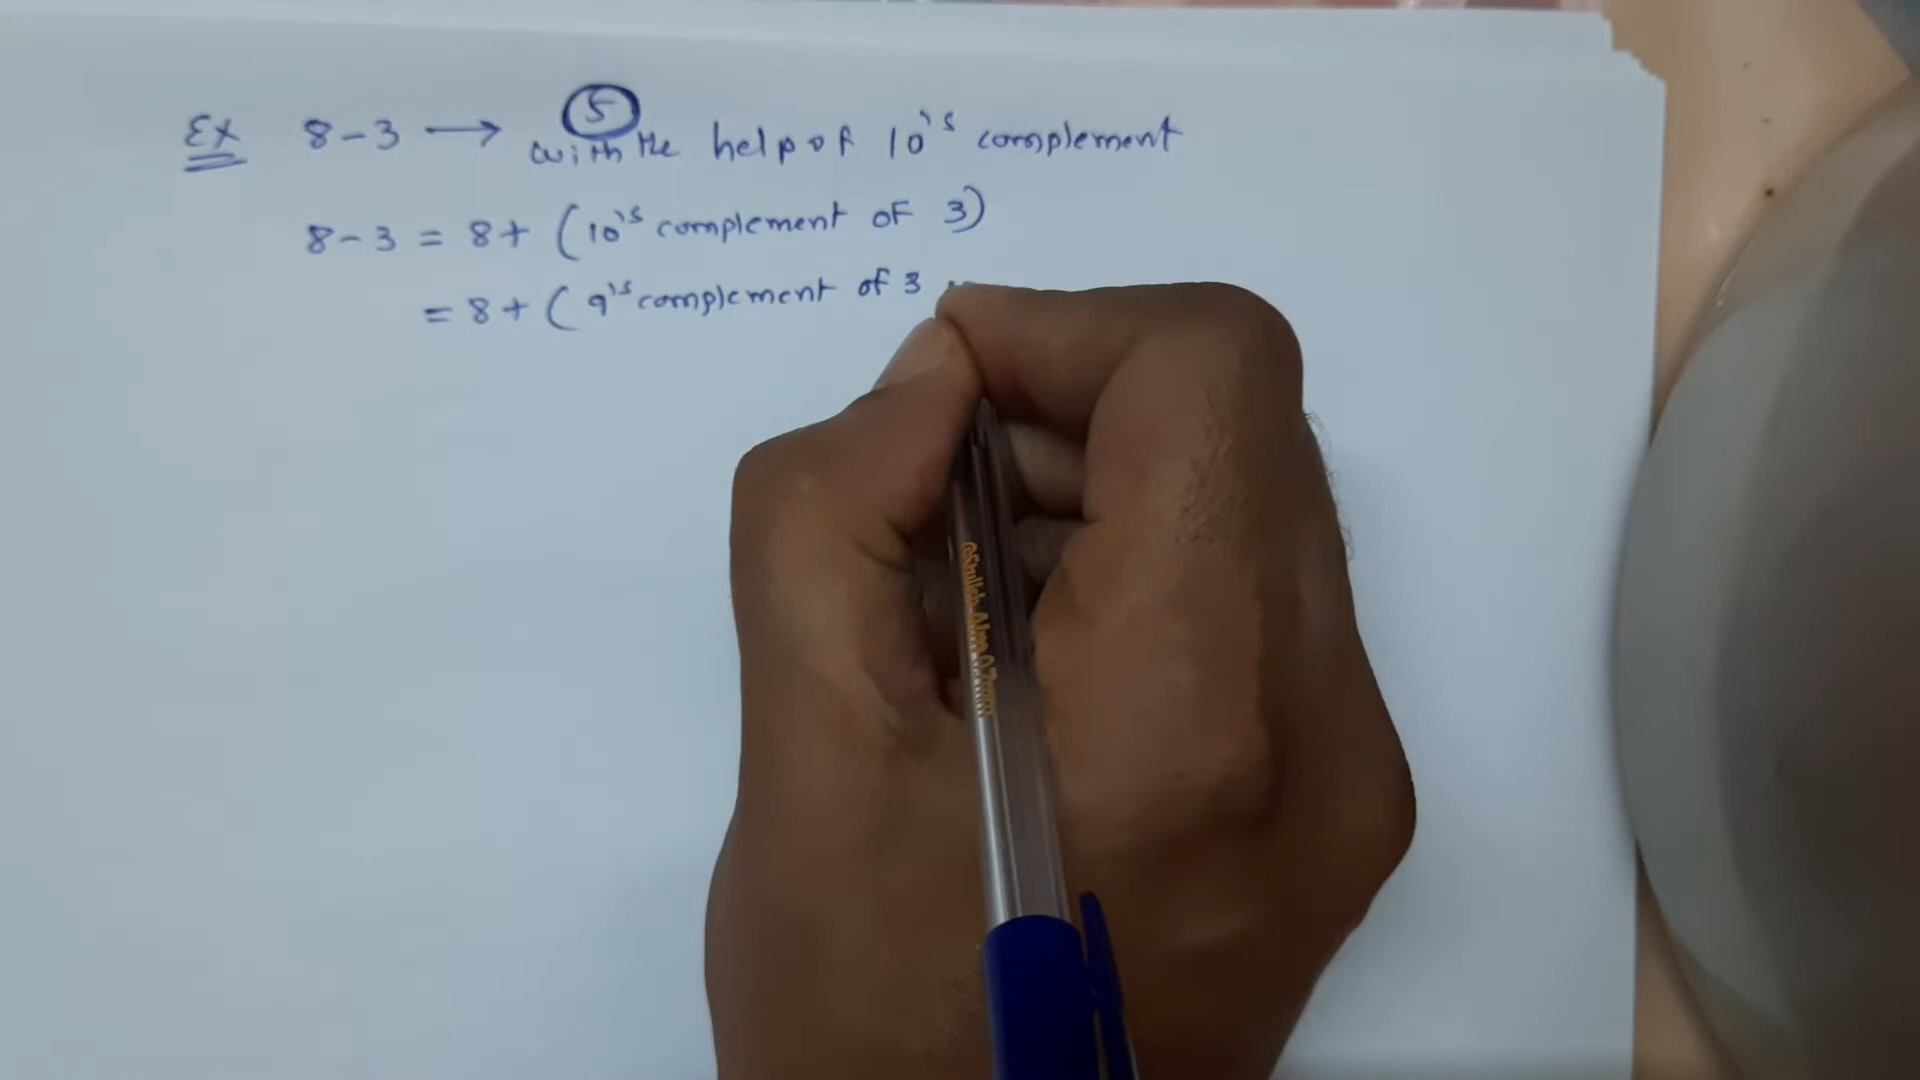 Ex 8-3 → 5 with the help of 10's complement
8-3 = 8+ (10's complement of 3)
= 8+ (9's complement of 3